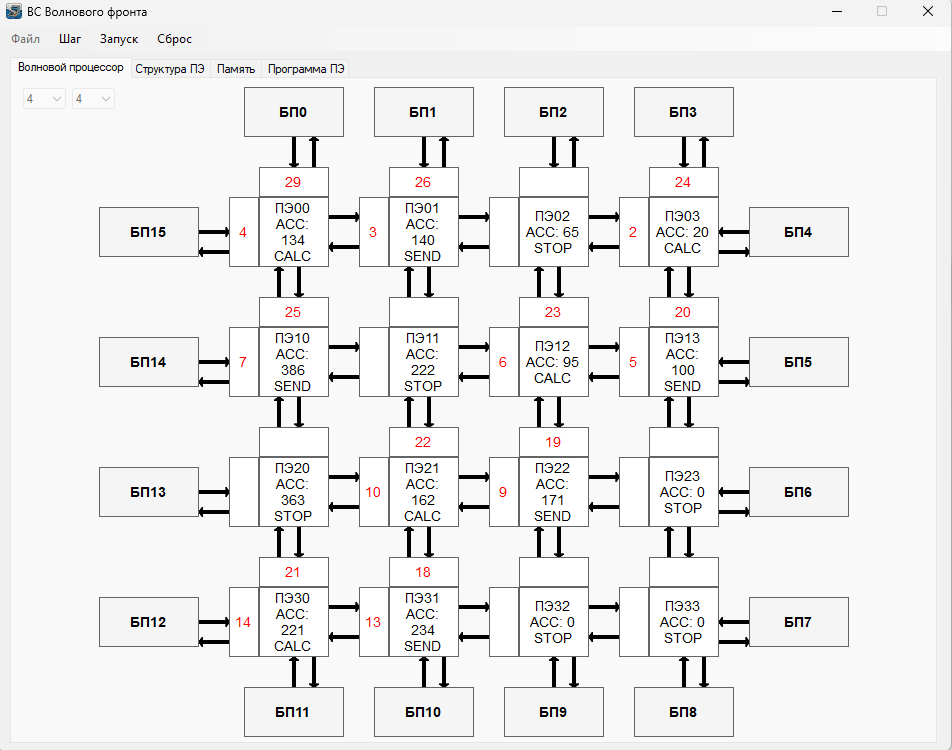 ВС Волнового фронта
Файл Шаг Запуск Сброс
Волновой процессор Структура ПЭ Память Программа ПЭ
4 4
БП0 БП1 БП2 БП3
29 26 24
БП15
4
ПЭ00
ACC:
134
CALC
3
ПЭ01
ACC:
140
SEND
ПЭ02
ACC: 65
STOP
2
ПЭ03
ACC: 20
CALC
БП4
25 23 20
БП14
7
ПЭ10
ACC:
386
SEND
ПЭ11
ACC:
222
STOP
6
ПЭ12
ACC: 95
CALC
5
ПЭ13
ACC:
100
SEND
БП5
22 19
БП13
ПЭ20
ACC:
363
STOP
10
ПЭ21
ACC:
162
CALC
9
ПЭ22
ACC:
171
SEND
ПЭ23
ACC: 0
STOP
БП6
21 18
БП12
14
ПЭ30
ACC:
221
CALC
13
ПЭ31
ACC:
234
SEND
ПЭ32
ACC: 0
STOP
ПЭ33
ACC: 0
STOP
БП7
БП11 БП10 БП9 БП8